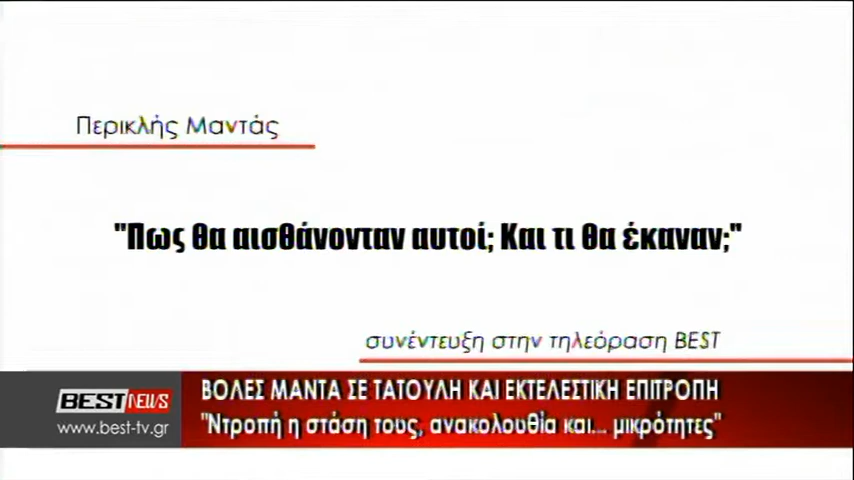 Περικλής Μαντάς
"Πως θα αισθάνονταν αυτοί; Και τι θα έκαναν;"
συνέντευξη στην τηλεόραση BEST
BEST NEWS
www.best-tv.gr
ΒΟΛΕΣ ΜΑΝΤΑ ΣΕ ΤΑΤΟΥΛΗ ΚΑΙ ΕΚΤΕΛΕΣΤΙΚΗ ΕΠΙΤΡΟΠΗ
"Ντροπή η στάση τους, ανακολουθία και... μικρότητες"